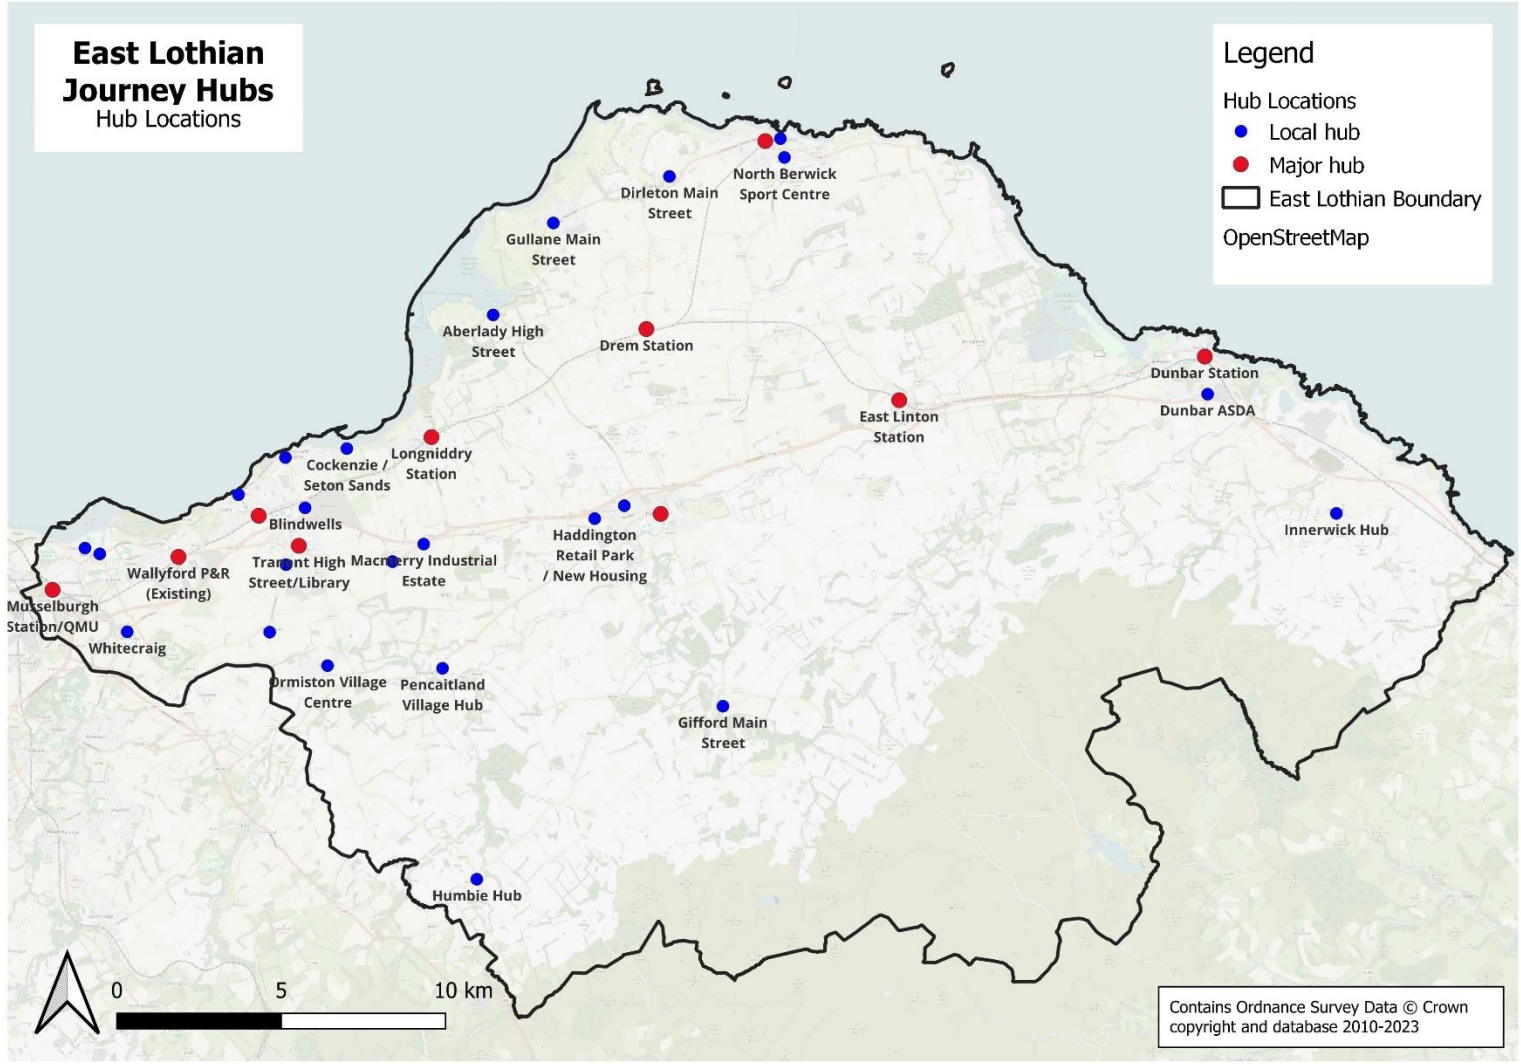 East Lothian
Journey Hubs
Hub Locations
Legend
Hub Locations
Local hub
Major hub
East Lothian Boundary
OpenStreetMap
North Berwick
Sport Centre
Dirleton Main
Street
Gullane Main
Street
Aberlady High
Street
Drem Station
Dunbar Station
Dunbar ASDA
East Linton
Station
Longniddry
Station
Cockenzie /
Seton Sands
Blindwells
Haddington
Retail Park
/ New Housing
Innerwick Hub
Tranent High
Street/Library
Macmerry Industrial
Estate
Wallyford P&R
(Existing)
Musselburgh
Station/QMU
Whitecraig
Ormiston Village
Centre
Pencaitland
Village Hub
Gifford Main
Street
Humbie Hub
0 5 10 km
Contains Ordnance Survey Data © Crown
copyright and database 2010-2023